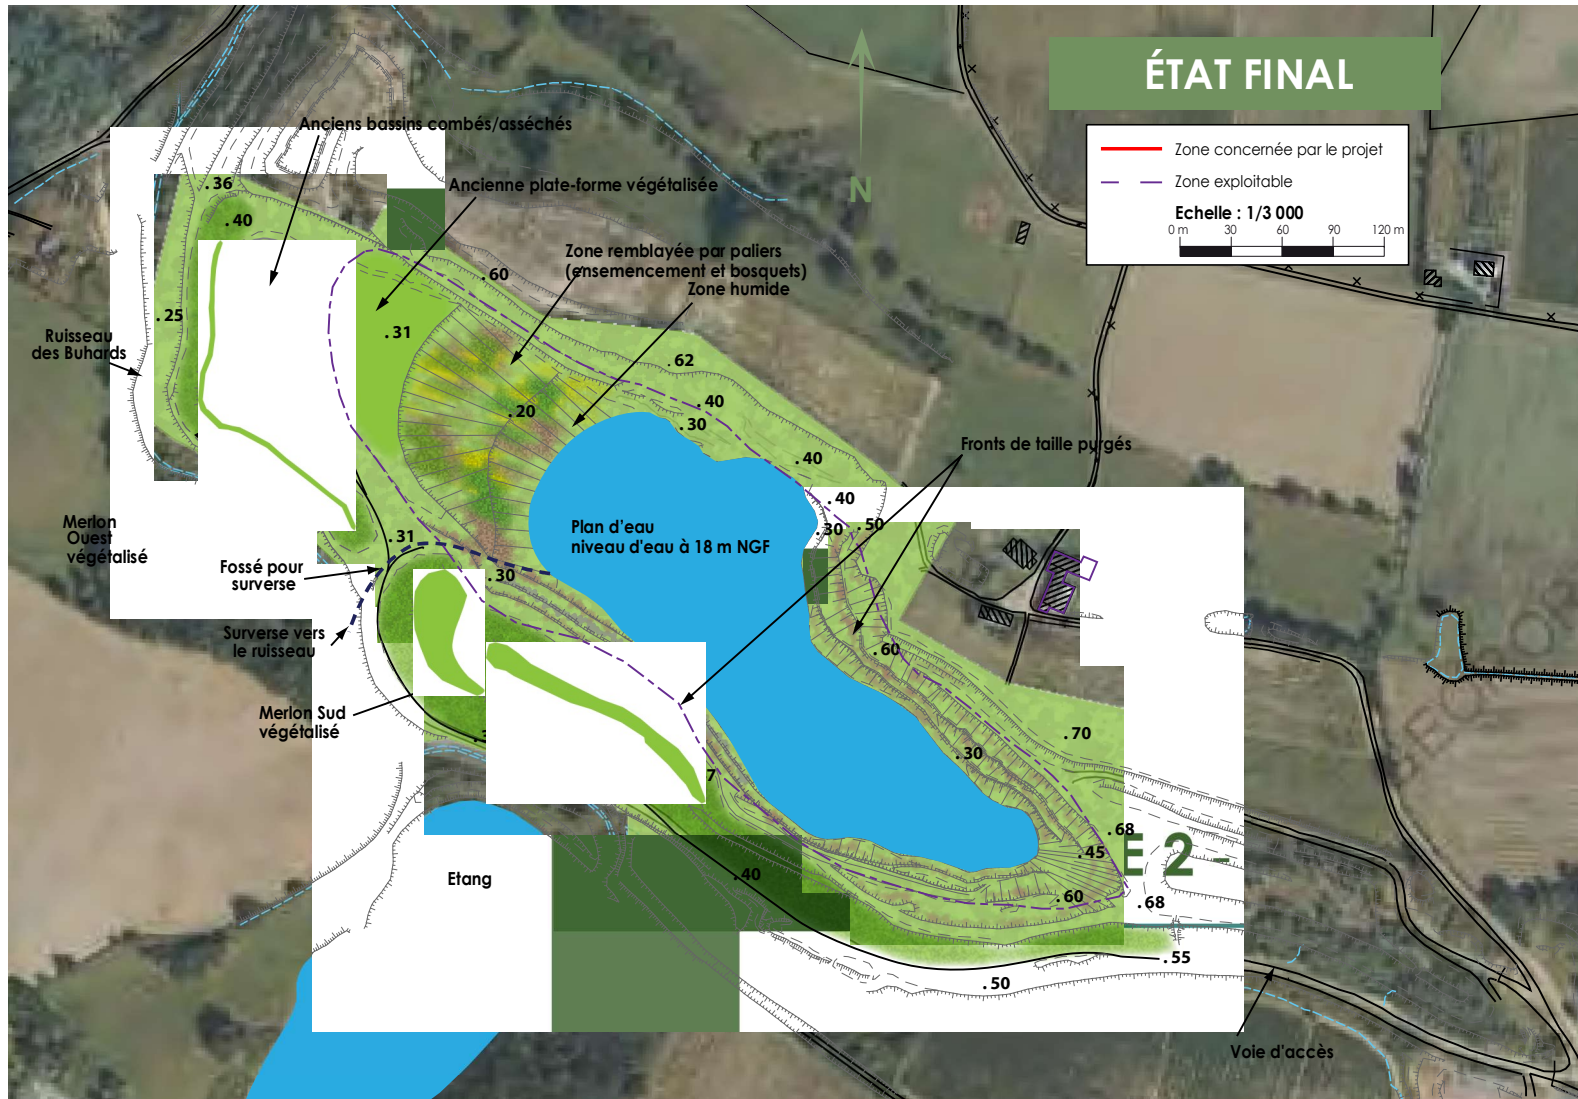 ÉTAT FINAL
Zone concernée par le projet
Zone exploitable
Echelle : 1/3 000
0 m 30 60 90 120 m
N
Anciens bassins combés/asséchés
Ancienne plate-forme végétalisée
Zone remblayée par paliers
(ensemencement et bosquets)
Zone humide
.36
.40
.60
.25
.31
Ruisseau
des Buhards
.62
.20
.40
.30
Fronts de taille purgés
.40
.40
.50
.30
Merlon
Ouest
végétalisé
.31
Plan d'eau
niveau d'eau à 18 m NGF
Fossé pour
surverse
.30
Surverse vers
le ruisseau
.60
Merlon Sud
végétalisé
.70
.30
7
.68
E 2 -
.45
Etang
.40
.60
.68
.55
.50
Voie d'accès